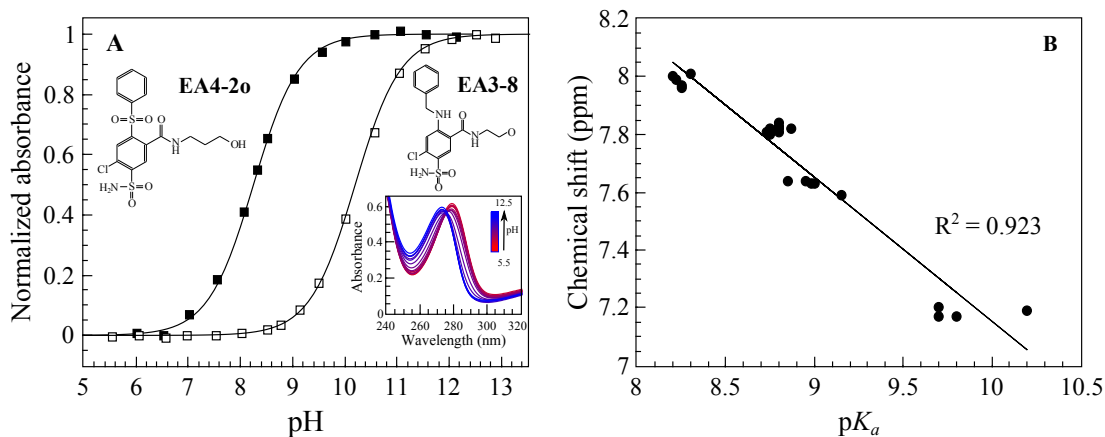 A
EA4-2o
EA3-8
O
S
O
O
N
H
OH
Cl
H₂N
S
O
O
NH
O
N
H
O
Cl
H₂N
S
O
O
Normalized absorbance
1
0.8
0.6
0.4
0.2
0
5 6 7 8 9 10 11 12 13
pH
Absorbance
0.6
0.4
0.2
0
240 260 280 300 320
Wavelength (nm)
12.5
pH
5.5
B
Chemical shift (ppm)
8.2
8
7.8
7.6
7.4
7.2
7
R² = 0.923
8 8.5 9 9.5 10 10.5
pKa